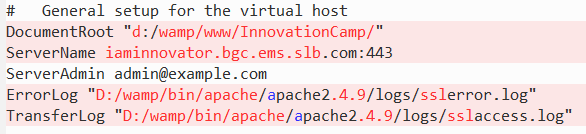 #   General setup for the virtual host
DocumentRoot "d:/wamp/www/InnovationCamp/"
ServerName iaminnovator.bgc.ems.slb.com:443
ServerAdmin admin@example.com
ErrorLog "D:/wamp/bin/apache/apache2.4.9/logs/sslerror.log"
TransferLog "D:/wamp/bin/apache/apache2.4.9/logs/sslaccess.log"